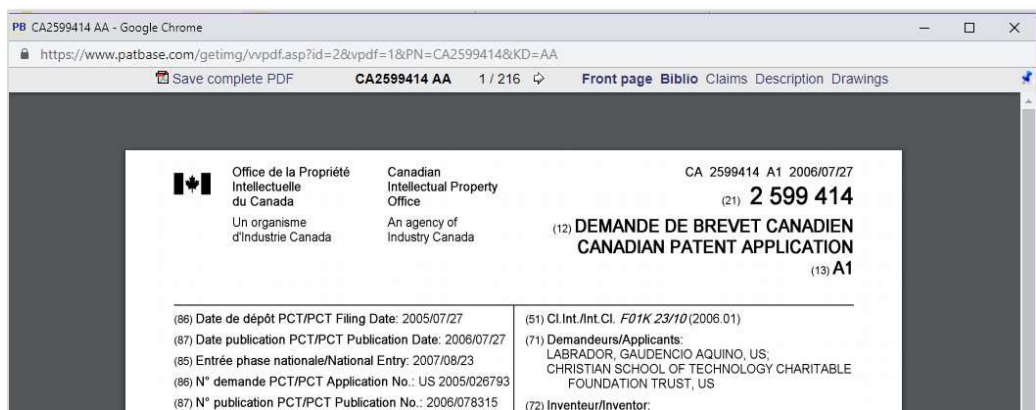 PB CA2599414 AA - Google Chrome
https://www.patbase.com/getimg/vvpdf.asp?id=2&vpdf=1&PN=CA2599414&KD=AA
Save complete PDF CA2599414 AA 1 / 216 Front page Biblio Claims Description Drawings
Office de la Propriété
Intellectuelle
du Canada
Un organisme
d'Industrie Canada
Canadian
Intellectual Property
Office
An agency of
Industry Canada
CA 2599414 A1 2006/07/27
(21) 2 599 414
(12) DEMANDE DE BREVET CANADIEN
CANADIAN PATENT APPLICATION
(13) A1
(86) Date de dépôt PCT/PCT Filing Date: 2005/07/27
(87) Date publication PCT/PCT Publication Date: 2006/07/27
(85) Entrée phase nationale/National Entry: 2007/08/23
(86) N° demande PCT/PCT Application No.: US 2005/026793
(87) N° publication PCT/PCT Publication No.: 2006/078315
(51) Cl.Int./Int.Cl. F01K 23/10 (2006.01)
(71) Demandeurs/Applicants:
LABRADOR, GAUDENCIO AQUINO, US;
CHRISTIAN SCHOOL OF TECHNOLOGY CHARITABLE
FOUNDATION TRUST, US
(72) Inventeur/Inventor: